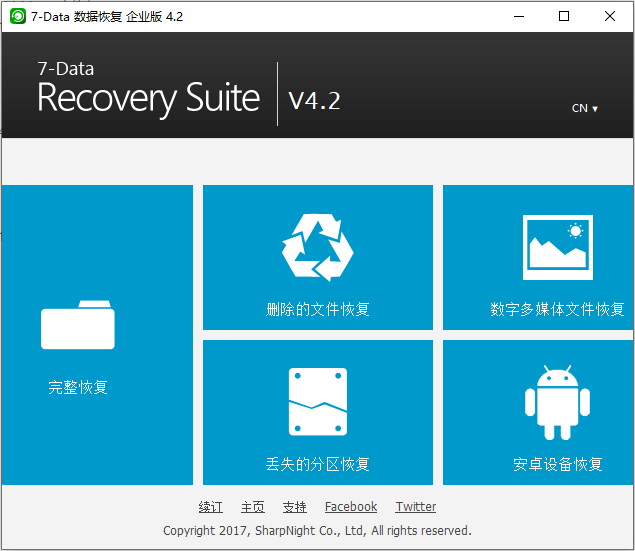 7-Data 数据恢复 企业版 4.2
7-Data
Recovery Suite
V4.2
CN ▾
完整恢复
删除的文件恢复
数字多媒体文件恢复
丢失的分区恢复
安卓设备恢复
续订 主页 支持 Facebook Twitter
Copyright 2017, SharpNight Co., Ltd, All rights reserved.